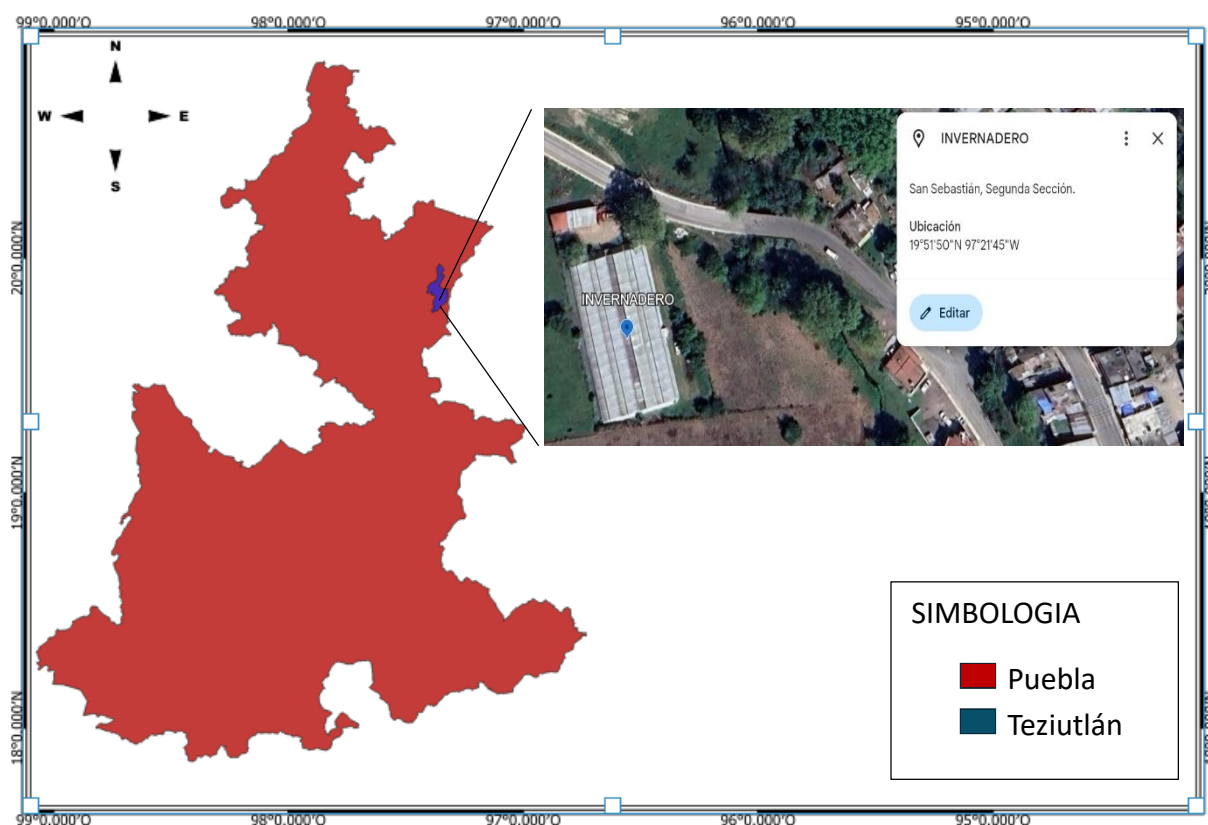 99°0.000'O 98°0.000'O 97°0.000'O 96°0.000'O 95°0.000'O
N
W E
S
20°0.000'N
19°0.000'N
18°0.000'N
INVERNADERO
San Sebastián, Segunda Sección.
Ubicación
19°51'50"N 97°21'45"W
Editar
INVERNADERO
SIMBOLOGIA
Puebla
Teziutlán
99°0.000'O 98°0.000'O 97°0.000'O 96°0.000'O 95°0.000'O